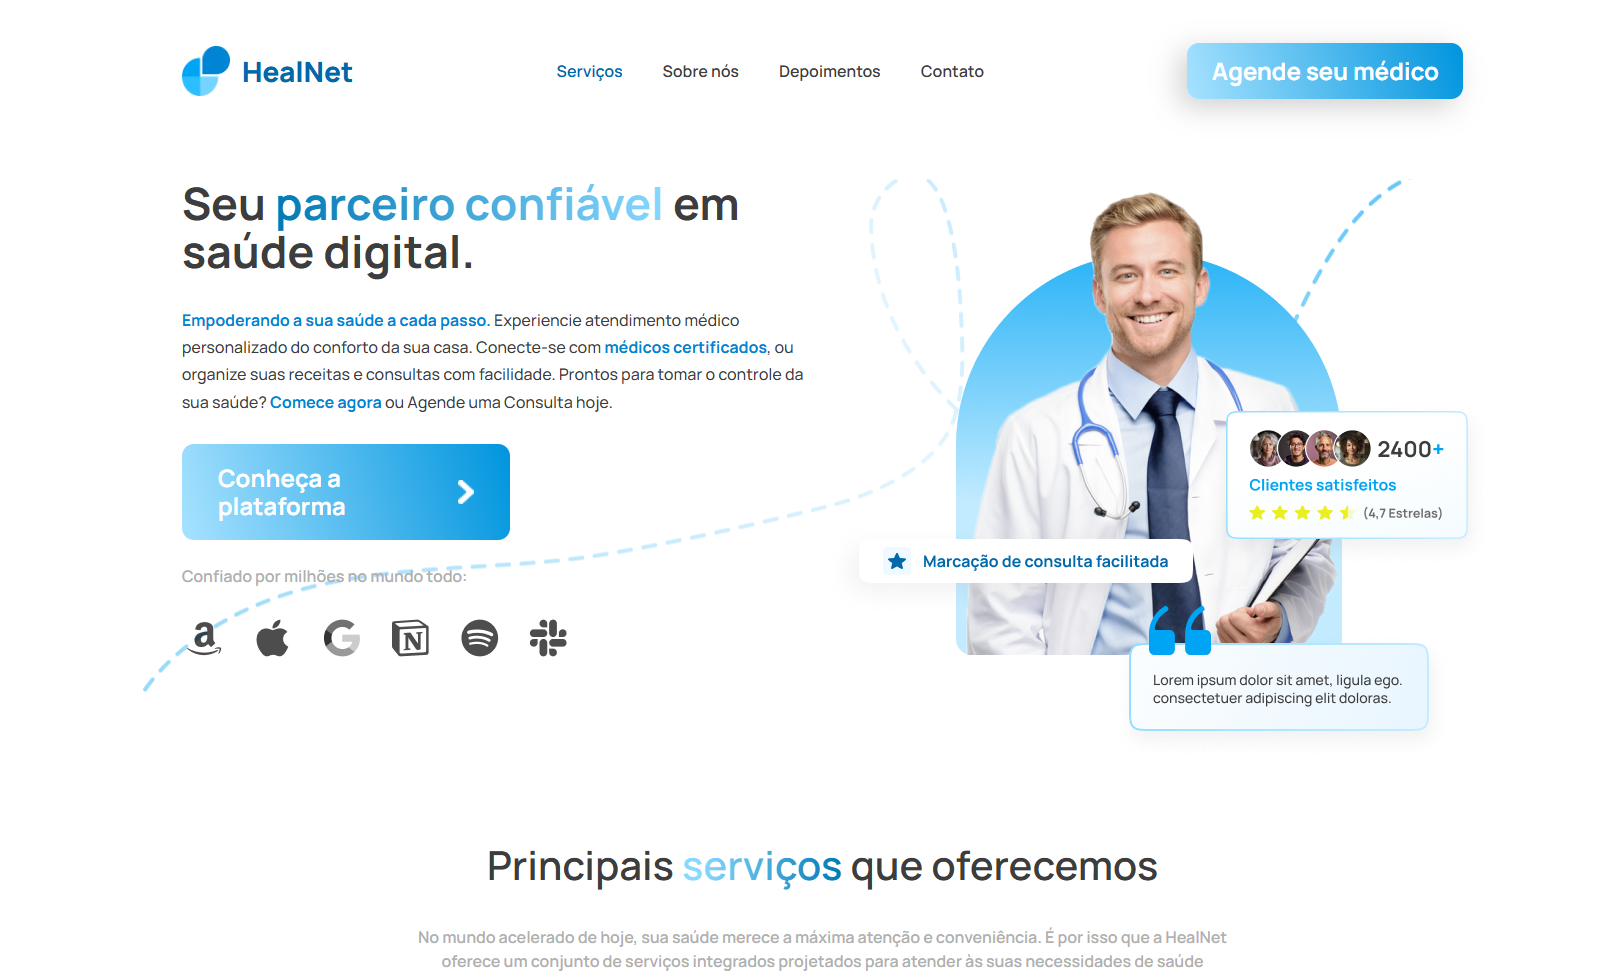 HealNet
Serviços
Sobre nós
Depoimentos
Contato
Agende seu médico
Seu parceiro confiável em
saúde digital.
Empoderando a sua saúde a cada passo. Experiencie atendimento médico
personalizado do conforto da sua casa. Conecte-se com médicos certificados, ou
organize suas receitas e consultas com facilidade. Prontos para tomar o controle da
sua saúde? Comece agora ou Agende uma Consulta hoje.
Conheça a
plataforma
Confiado por milhões no mundo todo:
2400+
Clientes satisfeitos
(4,7 Estrelas)
Marcação de consulta facilitada
Lorem ipsum dolor sit amet, ligula ego.
consectetuer adipiscing elit doloras.
Principais serviços que oferecemos
No mundo acelerado de hoje, sua saúde merece a máxima atenção e conveniência. É por isso que a HealNet
oferece um conjunto de serviços integrados projetados para atender às suas necessidades de saúde